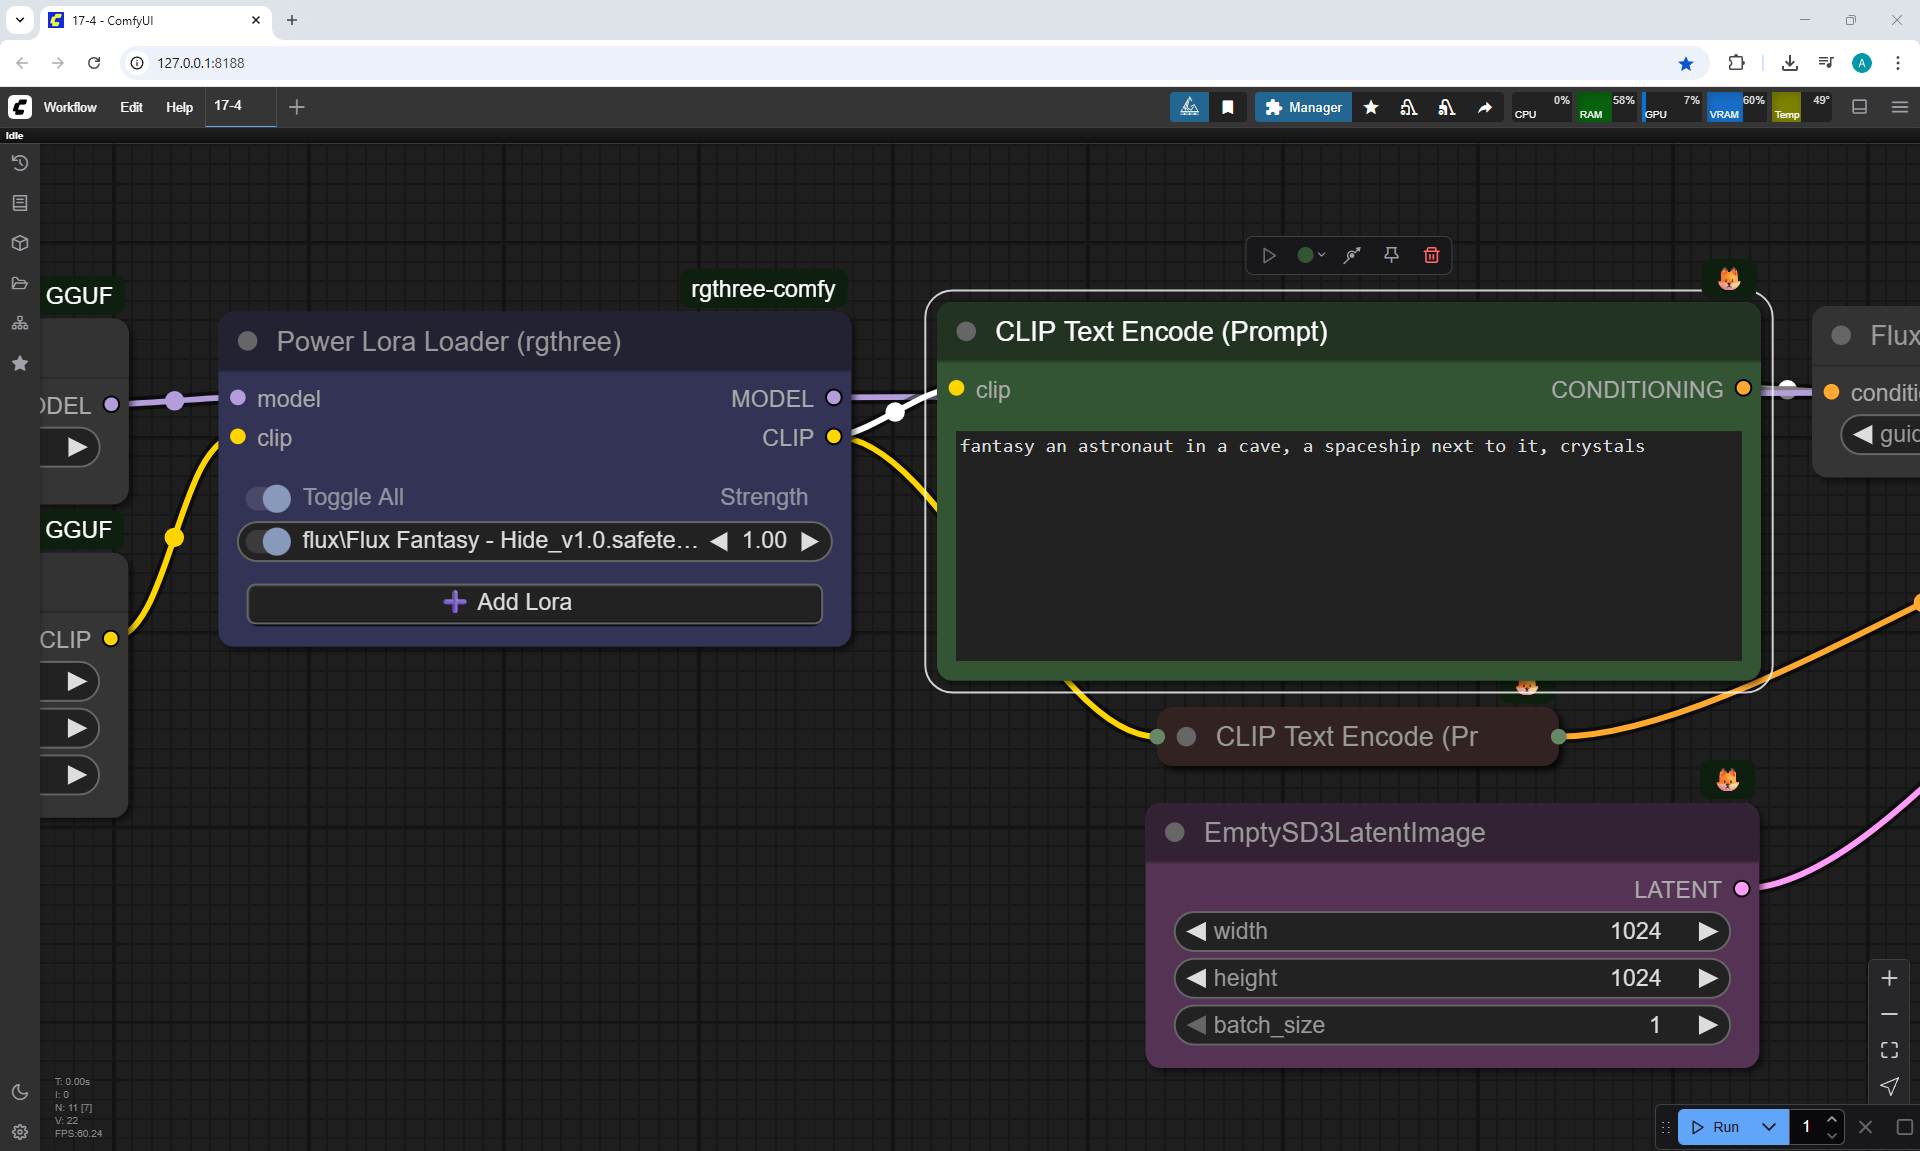 17-4 - ComfyUI
127.0.0.1:8188
A
Workflow
Edit
Help
17-4
Manager
CPU 0%
RAM 58%
GPU 7%
VRAM 60%
Temp 49°
Idle
GGUF
rgthree-comfy
Power Lora Loader (rgthree)
CLIP Text Encode (Prompt)
Flux
ODEL
model
MODEL
clip
CONDITIONING
conditi
clip
CLIP
guid
fantasy an astronaut in a cave, a spaceship next to it, crystals
Toggle All
Strength
GGUF
flux\Flux Fantasy - Hide_v1.0.safete...
1.00
Add Lora
CLIP
CLIP Text Encode (Pr
EmptySD3LatentImage
LATENT
width 1024
height 1024
batch_size 1
T: 0.00s
I: 0
N: 11 [7]
V: 22
FPS:60.24
Run
1